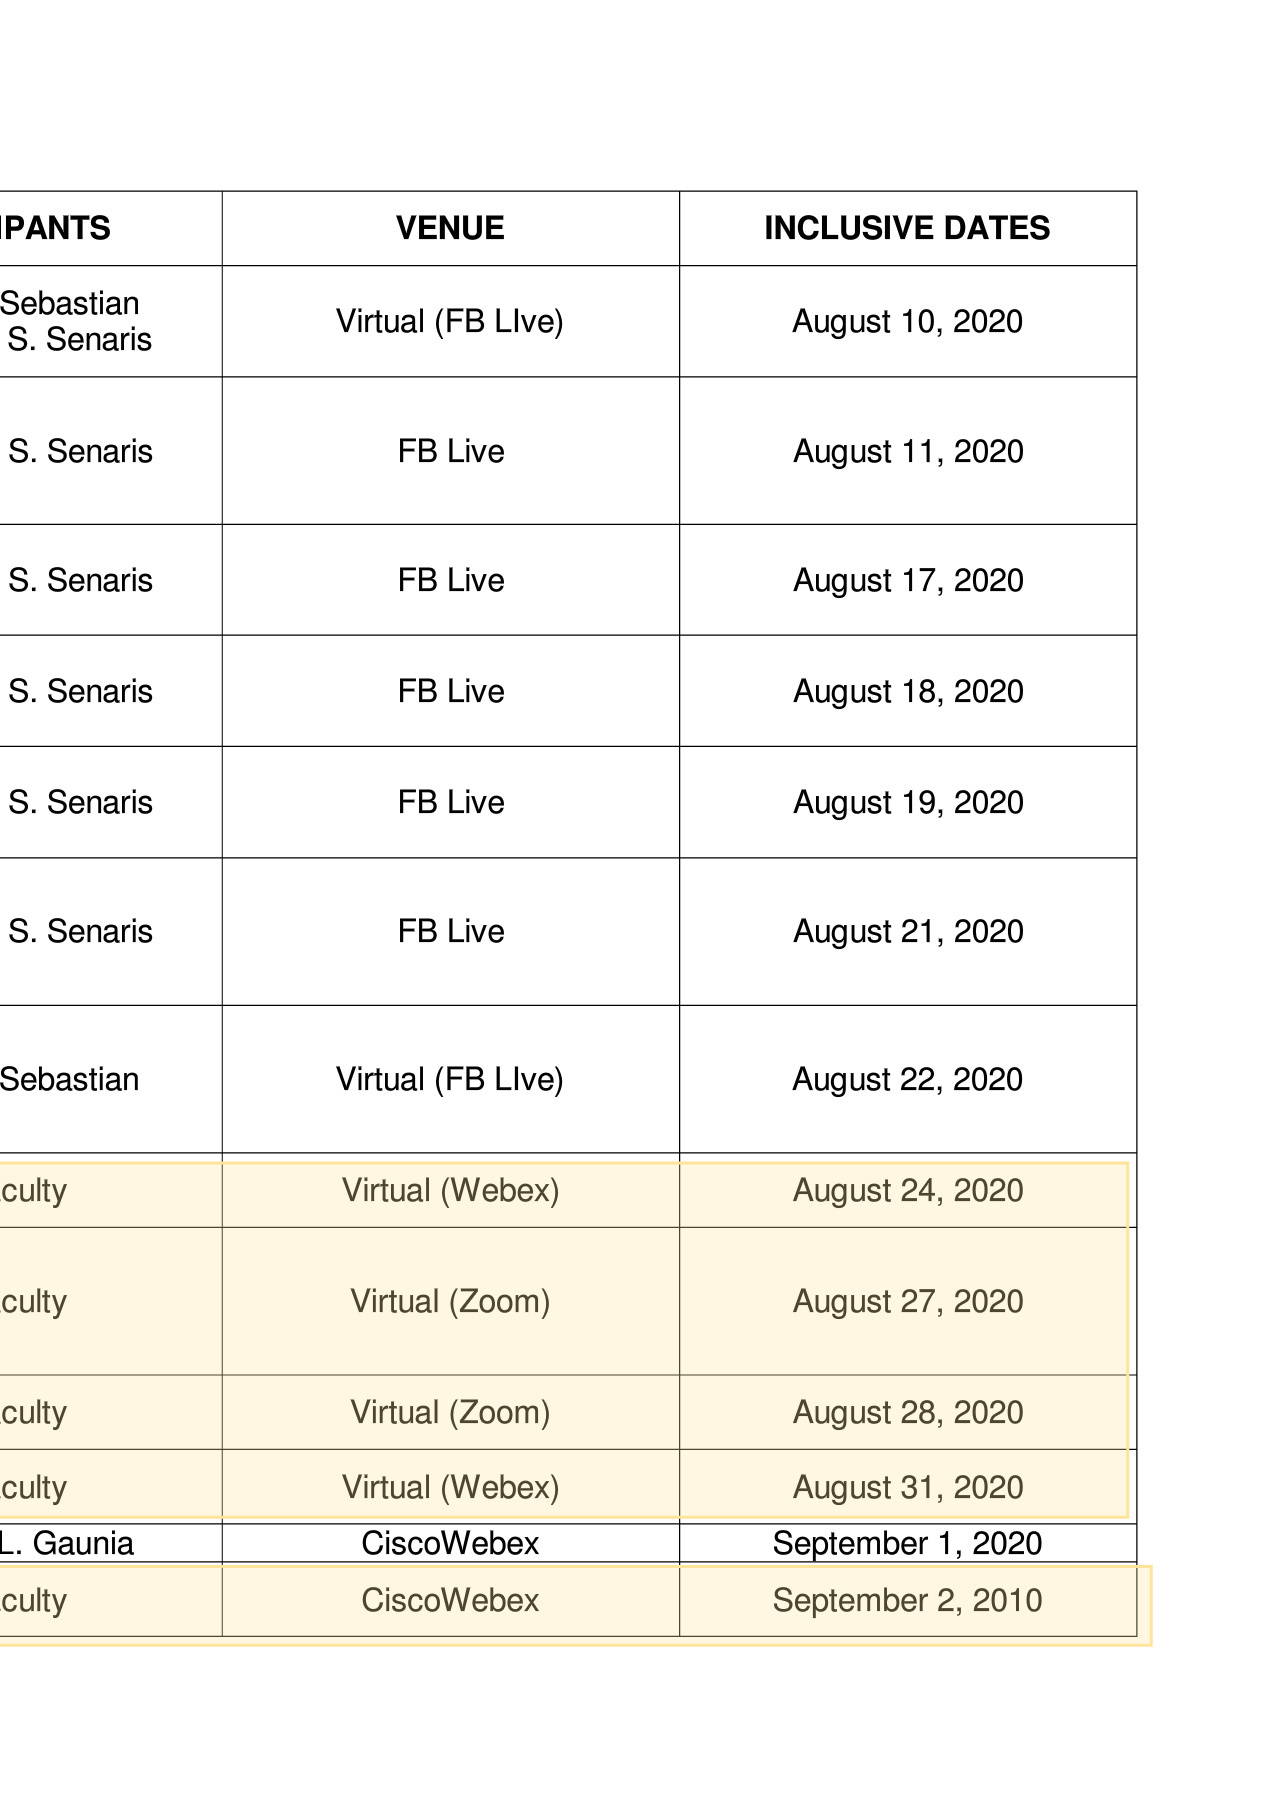 IPANTS VENUE INCLUSIVE DATES
Sebastian
S. Senaris Virtual (FB LIve) August 10, 2020
S. Senaris FB Live August 11, 2020
S. Senaris FB Live August 17, 2020
S. Senaris FB Live August 18, 2020
S. Senaris FB Live August 19, 2020
S. Senaris FB Live August 21, 2020
Sebastian Virtual (FB LIve) August 22, 2020
culty Virtual (Webex) August 24, 2020
culty Virtual (Zoom) August 27, 2020
culty Virtual (Zoom) August 28, 2020
culty Virtual (Webex) August 31, 2020
L. Gaunia CiscoWebex September 1, 2020
culty CiscoWebex September 2, 2010